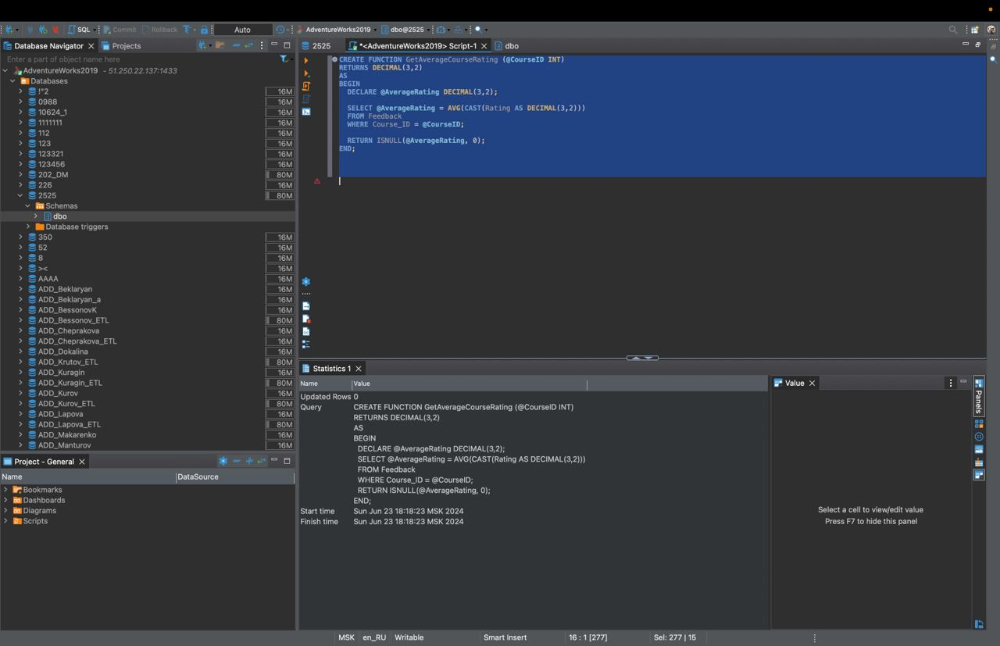 SQL
Commit
Rollback
Auto
AdventureWorks2019
dbo@2525
Database Navigator
Projects
Enter a part of object name here
AdventureWorks2019 - 51.250.22.137:1433
Databases
!"2 16M
0988 16M
10624_1 16M
1111111 16M
112 16M
123 16M
123321 16M
123456 16M
202_DM 80M
226 16M
2525 80M
Schemas
dbo
Database triggers
350 16M
52 16M
8 16M
>< 16M
AAAA 16M
ADD_Beklaryan 16M
ADD_Beklaryan_a 16M
ADD_BessonovK 16M
ADD_Bessonov_ETL 80M
ADD_Cheprakova 16M
ADD_Cheprakova_ETL 16M
ADD_Dokalina 16M
ADD_Krutov_ETL 80M
ADD_Kuragin 16M
ADD_Kuragin_ETL 80M
ADD_Kurov 16M
ADD_Kurov_ETL 80M
ADD_Lapova 16M
ADD_Lapova_ETL 80M
ADD_Makarenko 16M
ADD_Manturov 16M
Project - General
Name DataSource
Bookmarks
Dashboards
Diagrams
Scripts
2525
*<AdventureWorks2019> Script-1
dbo
CREATE FUNCTION GetAverageCourseRating (@CourseID INT)
RETURNS DECIMAL(3,2)
AS
BEGIN
DECLARE @AverageRating DECIMAL(3,2);
SELECT @AverageRating = AVG(CAST(Rating AS DECIMAL(3,2)))
FROM Feedback
WHERE Course_ID = @CourseID;
RETURN ISNULL(@AverageRating, 0);
END;
Statistics 1
Name Value
Updated Rows 0
Query CREATE FUNCTION GetAverageCourseRating (@CourseID INT)
RETURNS DECIMAL(3,2)
AS
BEGIN
DECLARE @AverageRating DECIMAL(3,2);
SELECT @AverageRating = AVG(CAST(Rating AS DECIMAL(3,2)))
FROM Feedback
WHERE Course_ID = @CourseID;
RETURN ISNULL(@AverageRating, 0);
END;
Start time Sun Jun 23 18:18:23 MSK 2024
Finish time Sun Jun 23 18:18:23 MSK 2024
Value
Select a cell to view/edit value
Press F7 to hide this panel
Panels
MSK
en_RU
Writable
Smart Insert
16 : 1 [277]
Sel: 277 | 15